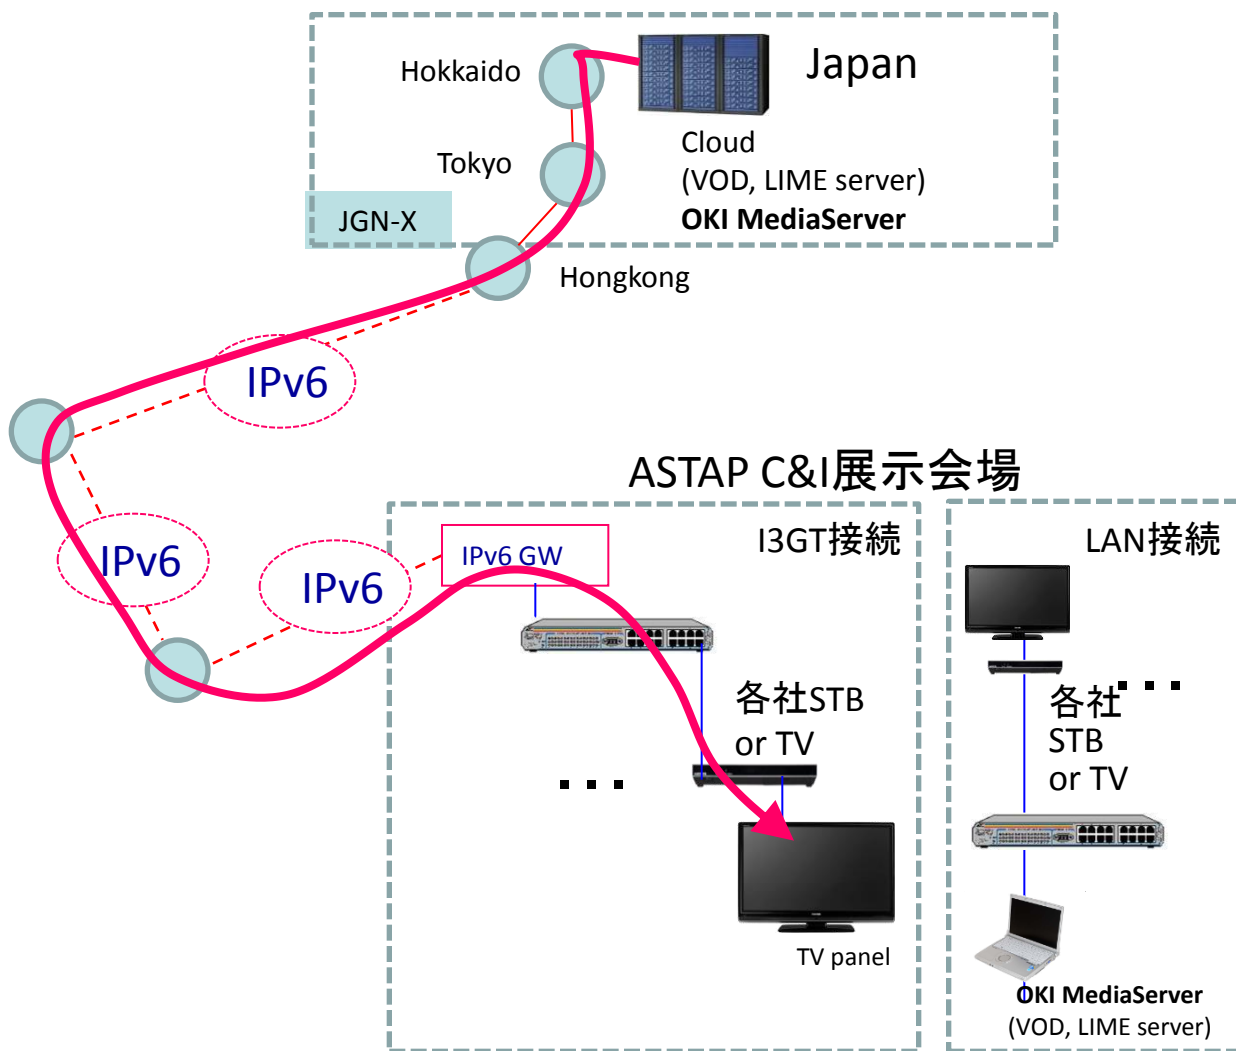 Hokkaido
Japan
Tokyo
Cloud
(VOD, LIME server)
OKI MediaServer
JGN-X
Hongkong
IPv6
ASTAP C&I展示会場
IPv6
IPv6
IPv6 GW
I3GT接続
各社STB
or TV
...
TV panel
LAN接続
...
各社
STB
or TV
OKI MediaServer
(VOD, LIME server)